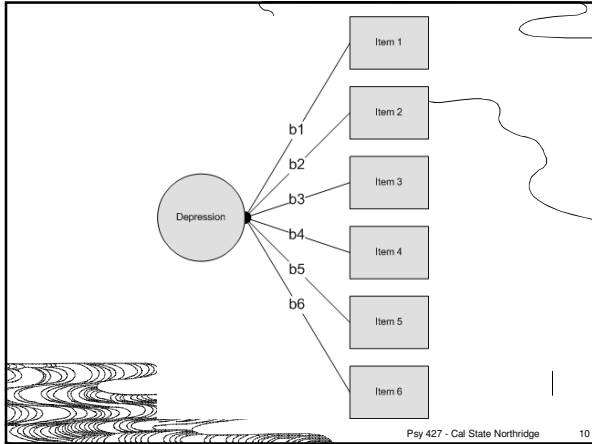 Item 1
Item 2
Item 3
Item 4
Item 5
Item 6
b1
b2
b3
b4
b5
b6
Depression
Psy 427 - Cal State Northridge 10